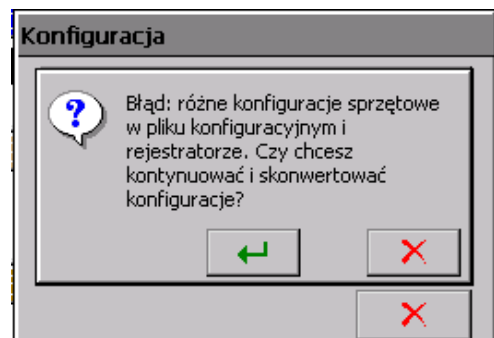 Konfiguracja
Błąd: różne konfiguracje sprzętowe
w pliku konfiguracyjnym i
rejestratorze. Czy chcesz
kontynuować i skonwertować
konfiguracje?